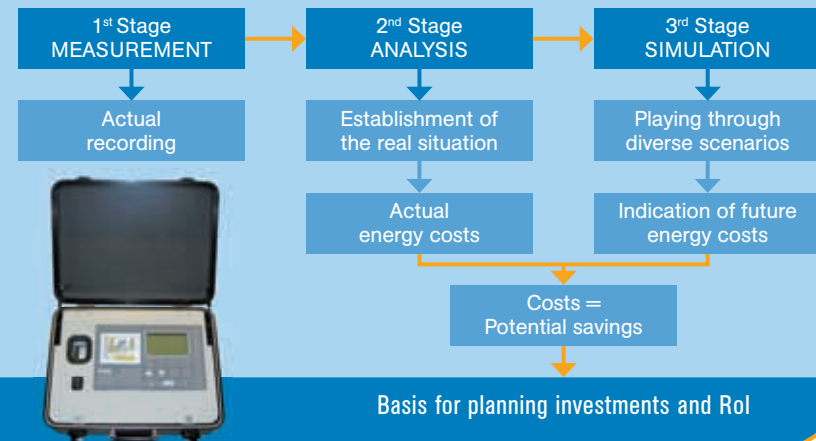 1st Stage
MEASUREMENT
2nd Stage
ANALYSIS
3rd Stage
SIMULATION
Actual
recording
Establishment of
the real situation
Playing through
diverse scenarios
Actual
energy costs
Indication of future
energy costs
Costs =
Potential savings
Basis for planning investments and RoI